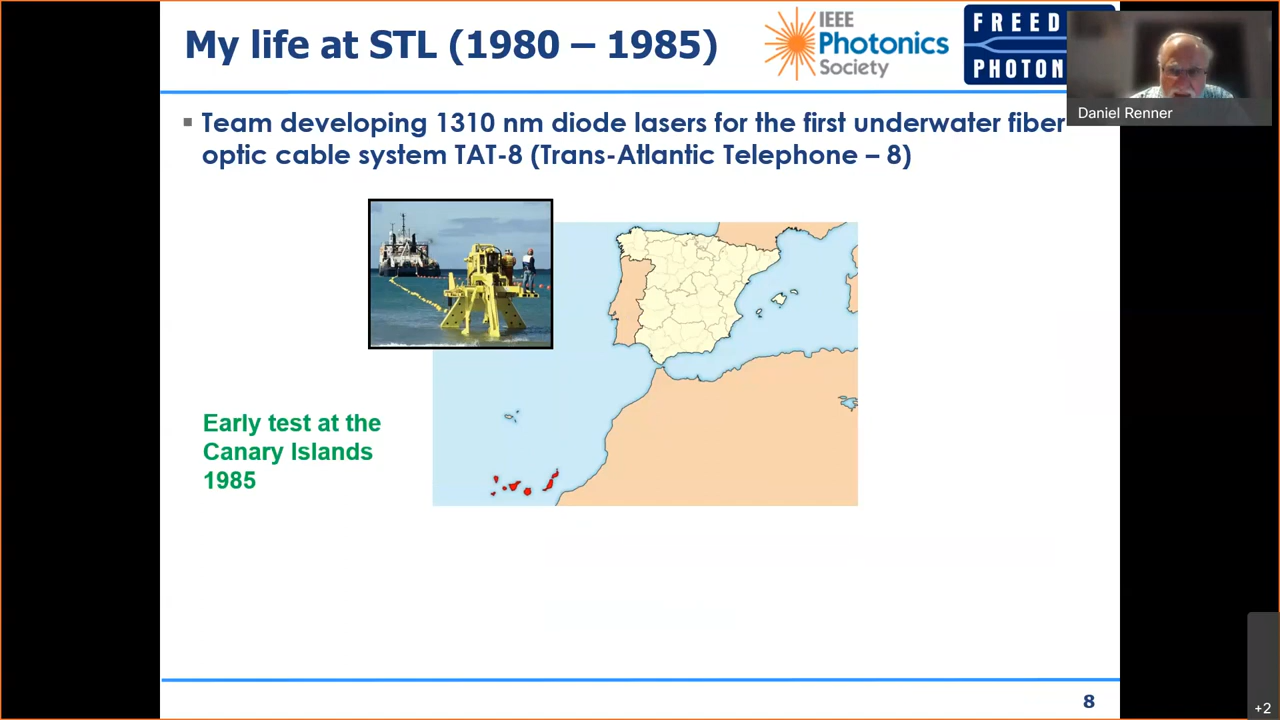 My life at STL (1980 – 1985)
IEEE
Photonics
Society
FREED
PHOTON
Daniel Renner
▪ Team developing 1310 nm diode lasers for the first underwater fiber
optic cable system TAT-8 (Trans-Atlantic Telephone – 8)
Early test at the
Canary Islands
1985
8
+2